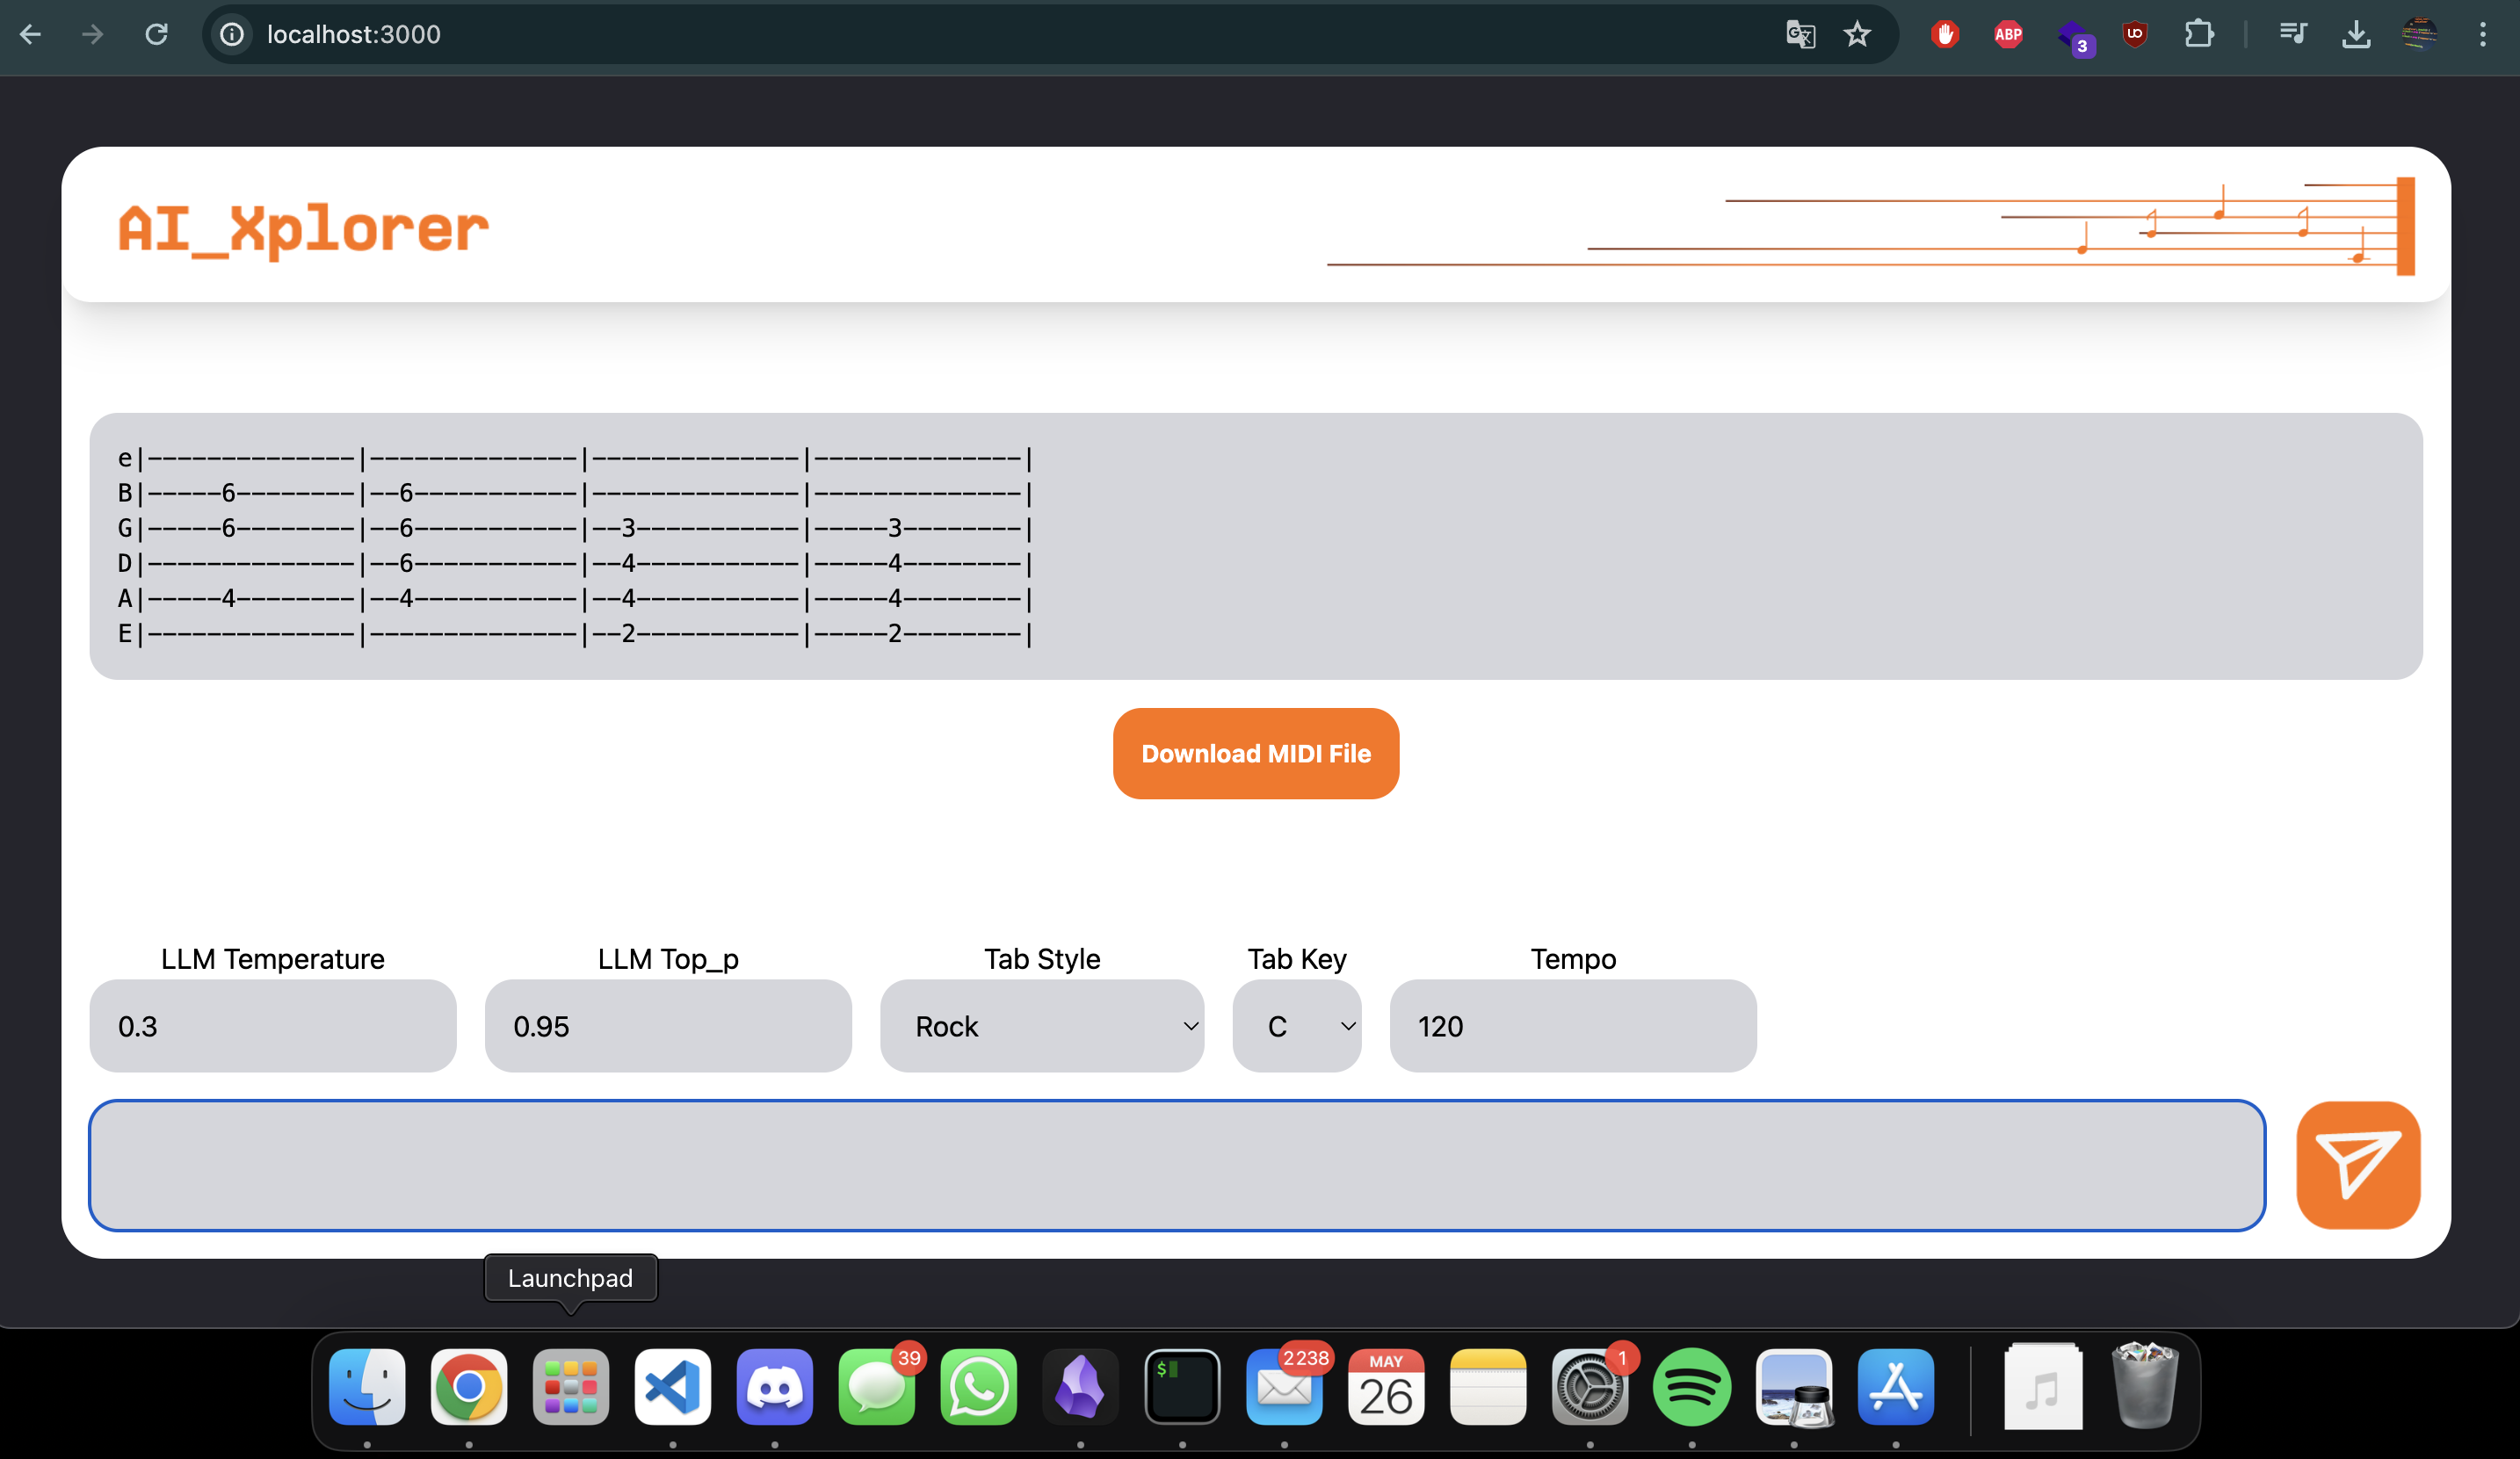 localhost:3000
ABP
3
UO
AI_Xplorer
e|--------------|--------------|--------------|--------------|
B|-----6--------|--6-----------|--------------|--------------|
G|-----6--------|--6-----------|--3-----------|-----3--------|
D|--------------|--6-----------|--4-----------|-----4--------|
A|-----4--------|--4-----------|--4-----------|-----4--------|
E|--------------|--------------|--2-----------|-----2--------|
Download MIDI File
LLM Temperature
LLM Top_p
Tab Style
Tab Key
Tempo
0.3
0.95
Rock
C
120
Launchpad
39
$
2238
MAY
26
1